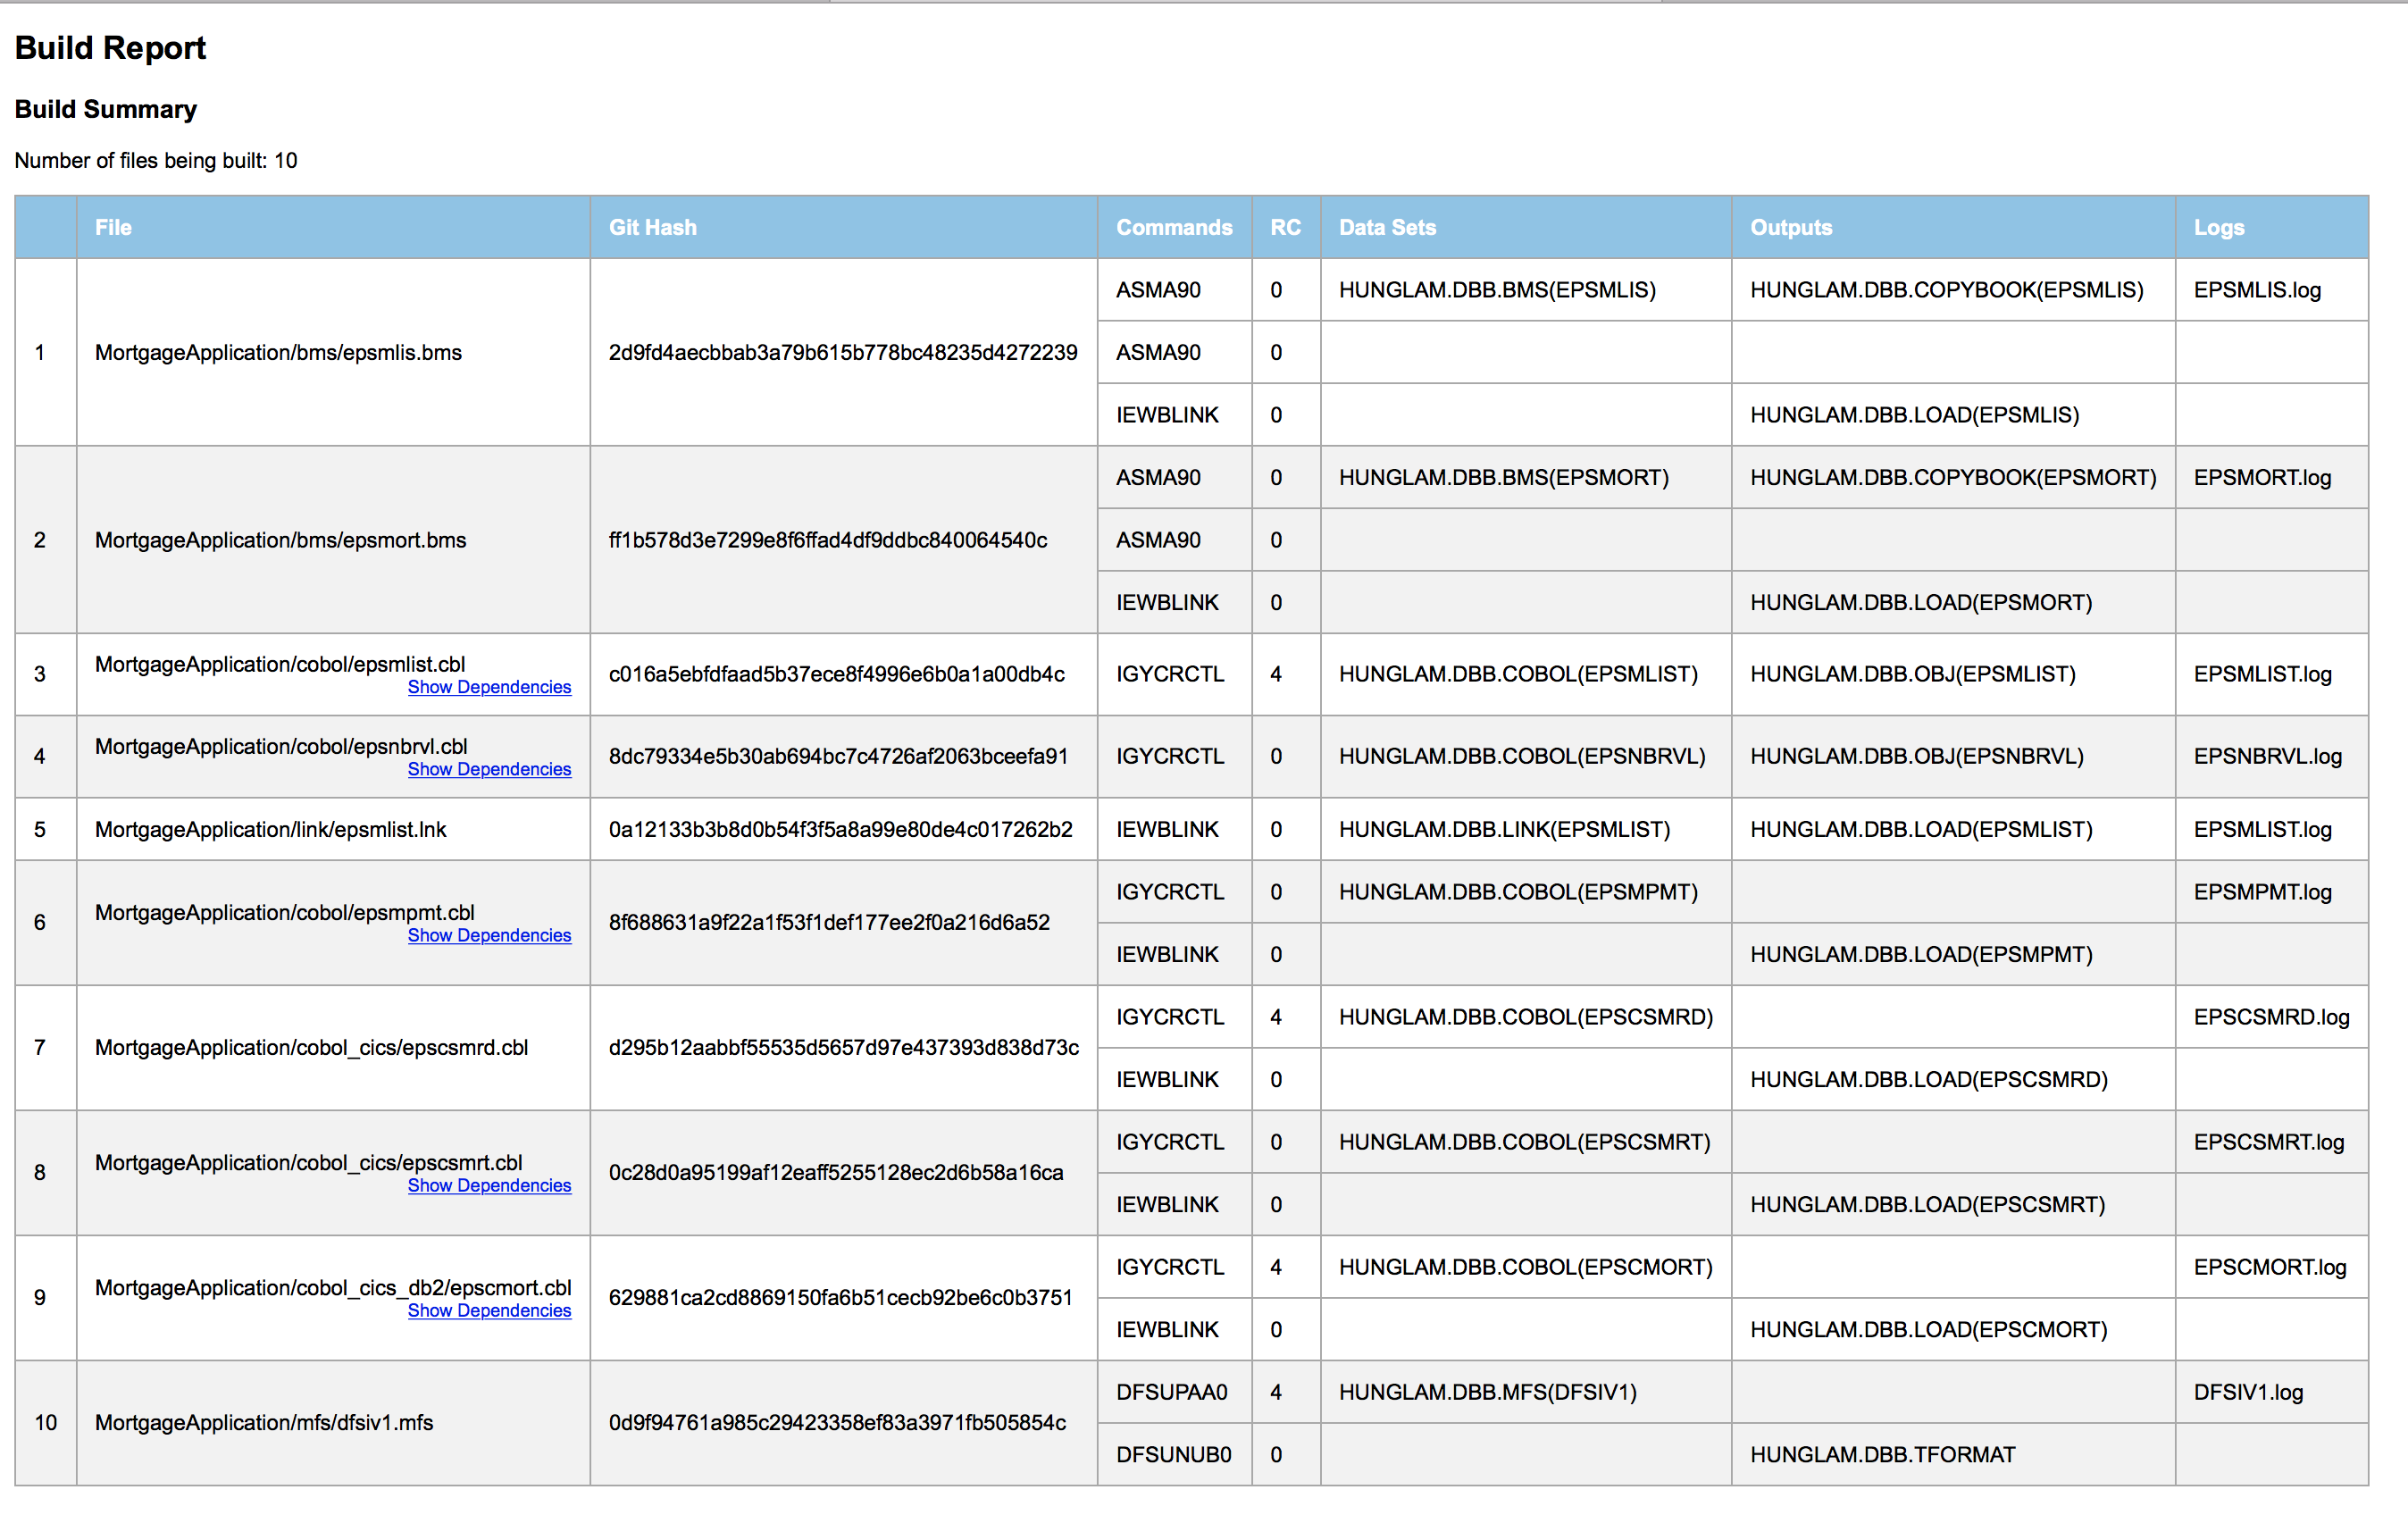 Build Report
Build Summary
Number of files being built: 10
File Git Hash Commands RC Data Sets Outputs Logs
1 MortgageApplication/bms/epsmlis.bms 2d9fd4aecbbab3a79b615b778bc48235d4272239 ASMA90 0 HUNGLAM.DBB.BMS(EPSMLIS) HUNGLAM.DBB.COPYBOOK(EPSMLIS) EPSMLIS.log
ASMA90 0
IEWBLINK 0 HUNGLAM.DBB.LOAD(EPSMLIS)
2 MortgageApplication/bms/epsmort.bms ff1b578d3e7299e8f6ffad4df9ddbc840064540c ASMA90 0 HUNGLAM.DBB.BMS(EPSMORT) HUNGLAM.DBB.COPYBOOK(EPSMORT) EPSMORT.log
ASMA90 0
IEWBLINK 0 HUNGLAM.DBB.LOAD(EPSMORT)
3 MortgageApplication/cobol/epsmlist.cbl c016a5ebfdfaad5b37ece8f4996e6b0a1a00db4c IGYCRCTL 4 HUNGLAM.DBB.COBOL(EPSMLIST) HUNGLAM.DBB.OBJ(EPSMLIST) EPSMLIST.log
Show Dependencies
4 MortgageApplication/cobol/epsnbrvl.cbl 8dc79334e5b30ab694bc7c4726af2063bceefa91 IGYCRCTL 0 HUNGLAM.DBB.COBOL(EPSNBRVL) HUNGLAM.DBB.OBJ(EPSNBRVL) EPSNBRVL.log
Show Dependencies
5 MortgageApplication/link/epsmlist.lnk 0a12133b3b8d0b54f3f5a8a99e80de4c017262b2 IEWBLINK 0 HUNGLAM.DBB.LINK(EPSMLIST) HUNGLAM.DBB.LOAD(EPSMLIST) EPSMLIST.log
6 MortgageApplication/cobol/epsmpmt.cbl 8f688631a9f22a1f53f1def177ee2f0a216d6a52 IGYCRCTL 0 HUNGLAM.DBB.COBOL(EPSMPMT) EPSMPMT.log
Show Dependencies
IEWBLINK 0 HUNGLAM.DBB.LOAD(EPSMPMT)
7 MortgageApplication/cobol_cics/epscsmrd.cbl d295b12aabbf55535d5657d97e437393d838d73c IGYCRCTL 4 HUNGLAM.DBB.COBOL(EPSCSMRD) EPSCSMRD.log
IEWBLINK 0 HUNGLAM.DBB.LOAD(EPSCSMRD)
8 MortgageApplication/cobol_cics/epscsmrt.cbl 0c28d0a95199af12eaff5255128ec2d6b58a16ca IGYCRCTL 0 HUNGLAM.DBB.COBOL(EPSCSMRT) EPSCSMRT.log
Show Dependencies
IEWBLINK 0 HUNGLAM.DBB.LOAD(EPSCSMRT)
9 MortgageApplication/cobol_cics_db2/epscmort.cbl 629881ca2cd8869150fa6b51cecb92be6c0b3751 IGYCRCTL 4 HUNGLAM.DBB.COBOL(EPSCMORT) EPSCMORT.log
Show Dependencies
IEWBLINK 0 HUNGLAM.DBB.LOAD(EPSCMORT)
10 MortgageApplication/mfs/dfsiv1.mfs 0d9f94761a985c29423358ef83a3971fb505854c DFSUPAA0 4 HUNGLAM.DBB.MFS(DFSIV1) DFSIV1.log
DFSUNUB0 0 HUNGLAM.DBB.TFORMAT